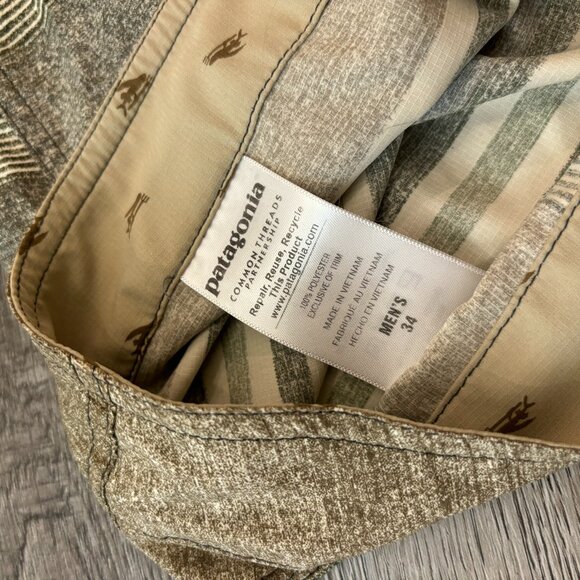 patagonia
COMMON THREADS
PARTNERSHIP
Repair, Reuse, Recycle
This Product
www.patagonia.com
100% POLYESTER
EXCLUSIVE OF TRIM
MADE IN VIETNAM
FABRIQUÉ AU VIETNAM
HECHO EN VIETNAM
MEN'S
34